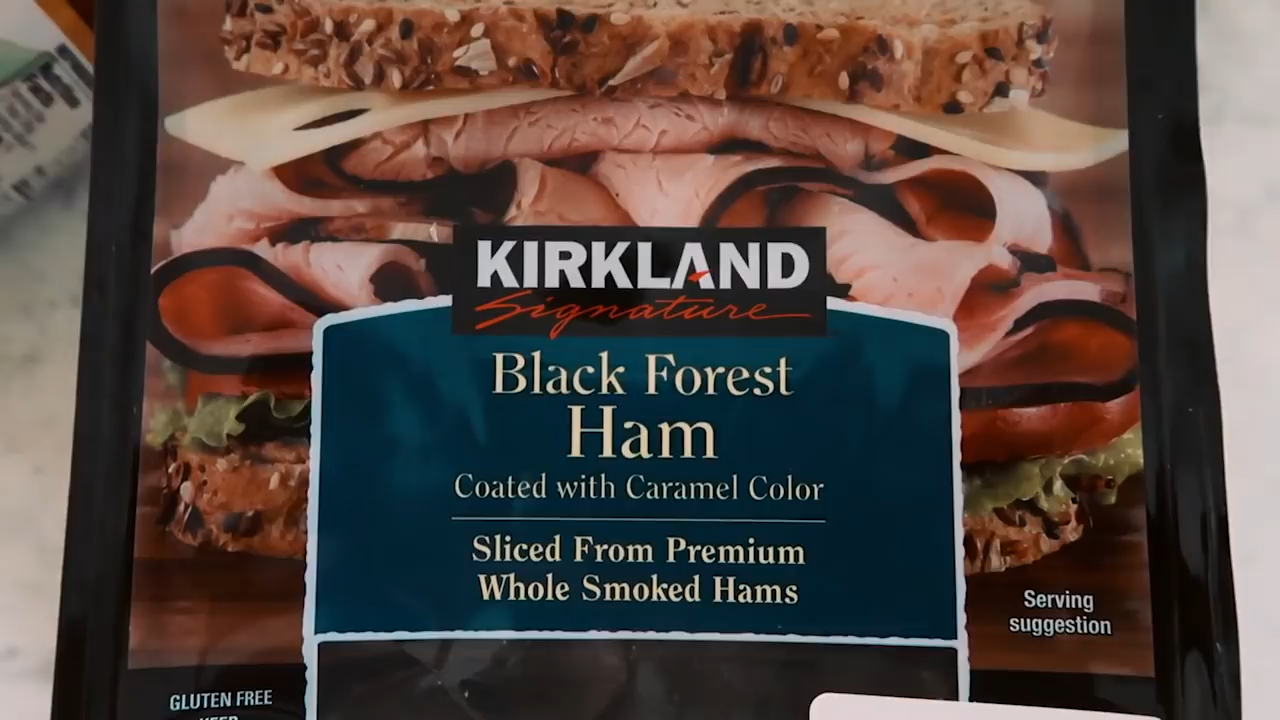 KIRKLAND
Signature
Black Forest
Ham
Coated with Caramel Color
Sliced From Premium
Whole Smoked Hams
Serving
suggestion
GLUTEN FREE